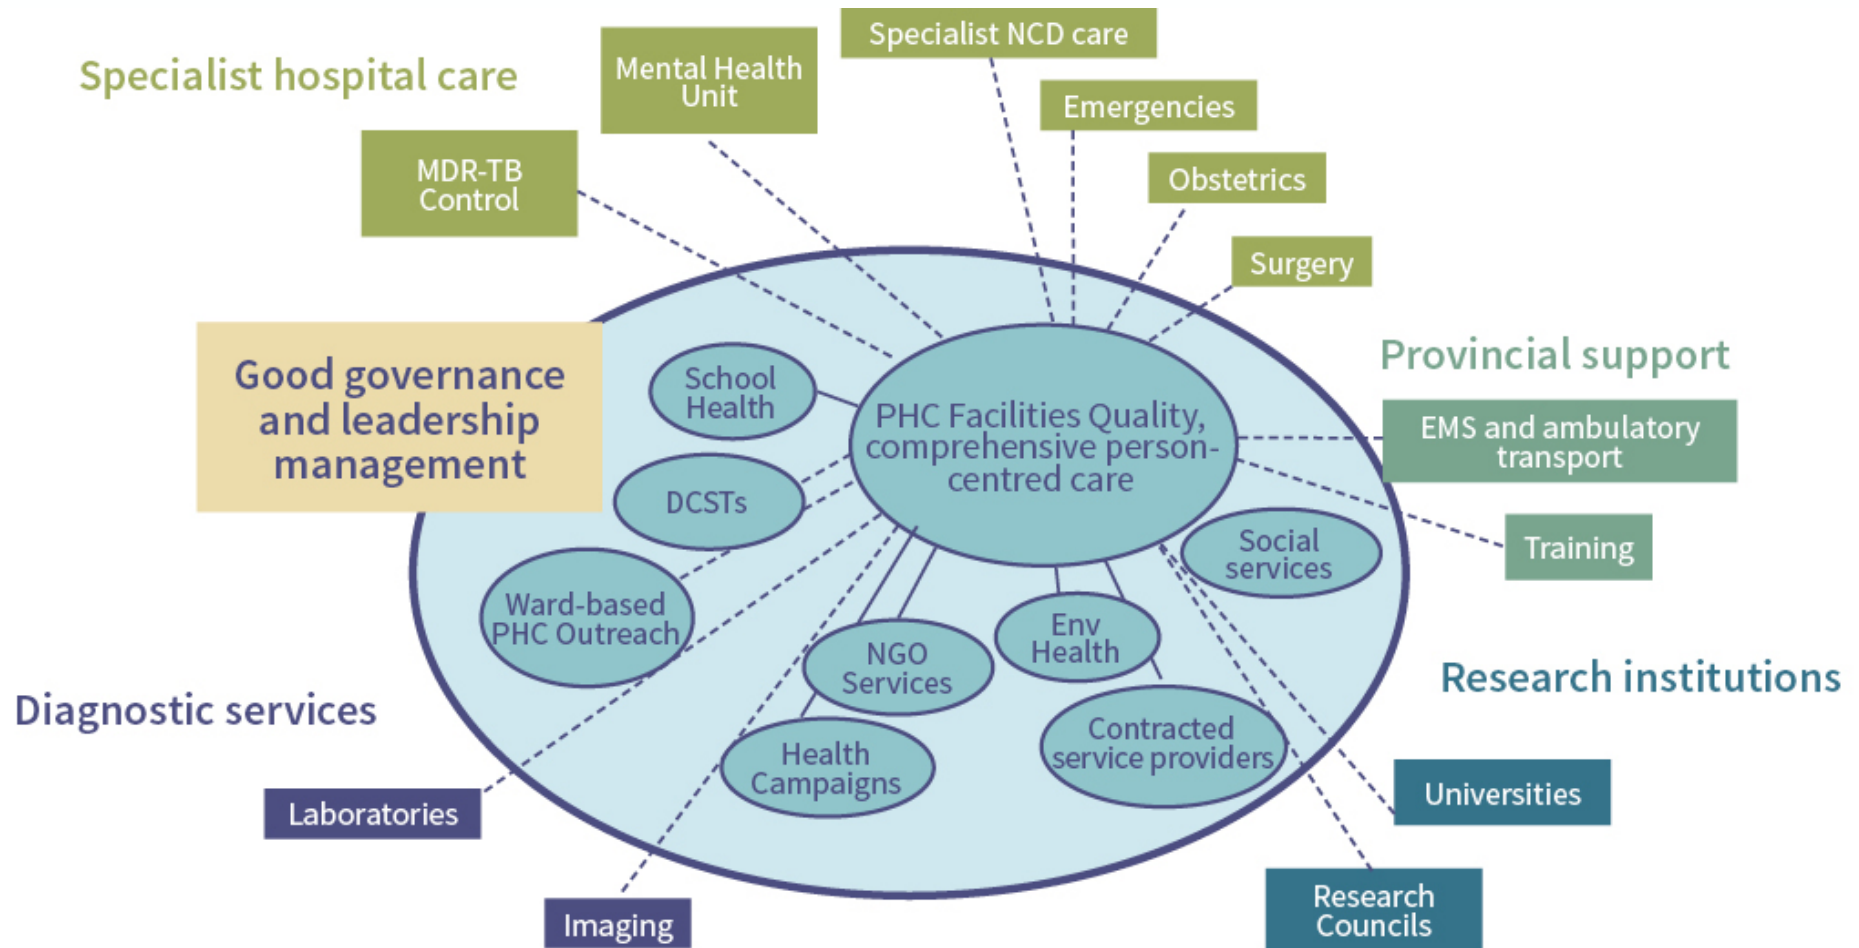 Specialist NCD care
Specialist hospital care
Mental Health
Unit
Emergencies
MDR-TB
Control
Obstetrics
Surgery
Good governance
and leadership
management
School
Health
PHC Facilities Quality,
comprehensive person-
centred care
Provincial support
EMS and ambulatory
transport
DCSTs
Training
Social
services
Ward-based
PHC Outreach
NGO
Services
Env
Health
Diagnostic services
Research institutions
Health
Campaigns
Contracted
service providers
Laboratories
Universities
Imaging
Research
Councils